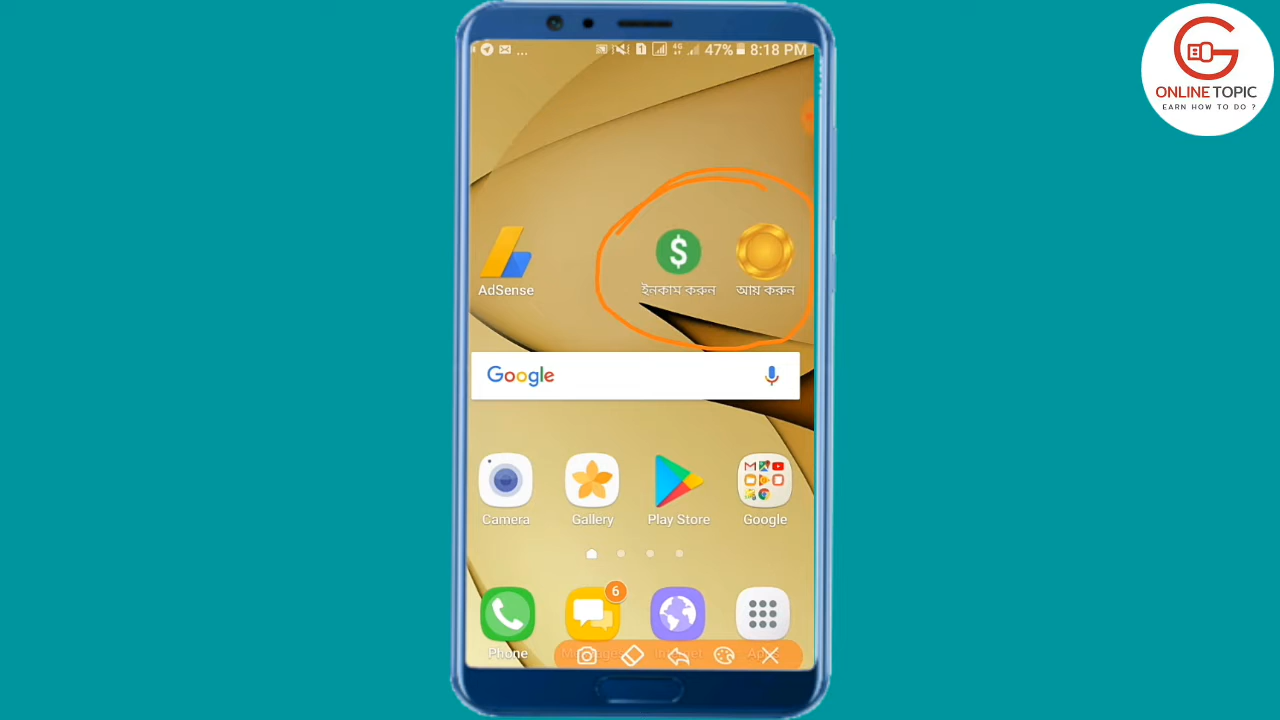 ... 4G 47% 8:18 PM
ONLINE TOPIC
EARN HOW TO DO ?
AdSense
ইনকাম করুন
আয় করুন
Google
Camera
Gallery
Play Store
Google
6
Phone